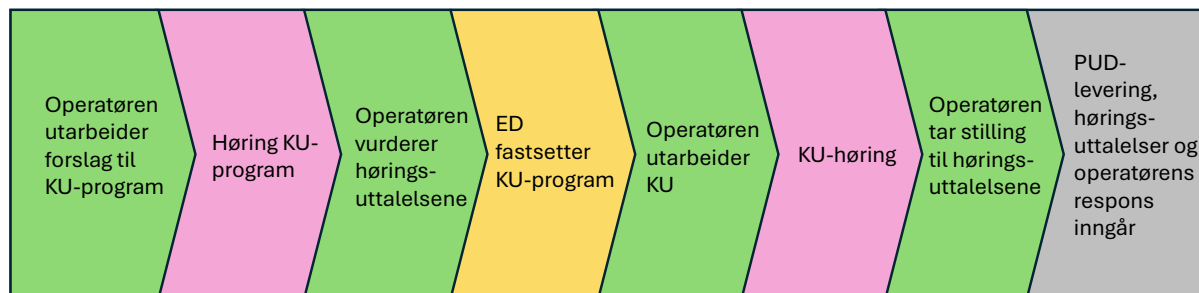 Operatøren
utarbeider
forslag til
KU-program
Høring KU-
program
Operatøren
vurderer
hørings-
uttalelsene
ED
fastsetter
KU-program
Operatøren
utarbeider
KU
KU-høring
Operatøren
tar stilling
til hørings-
uttalelsene
PUD-
levering,
hørings-
uttalelser og
operatørens
respons
inngår